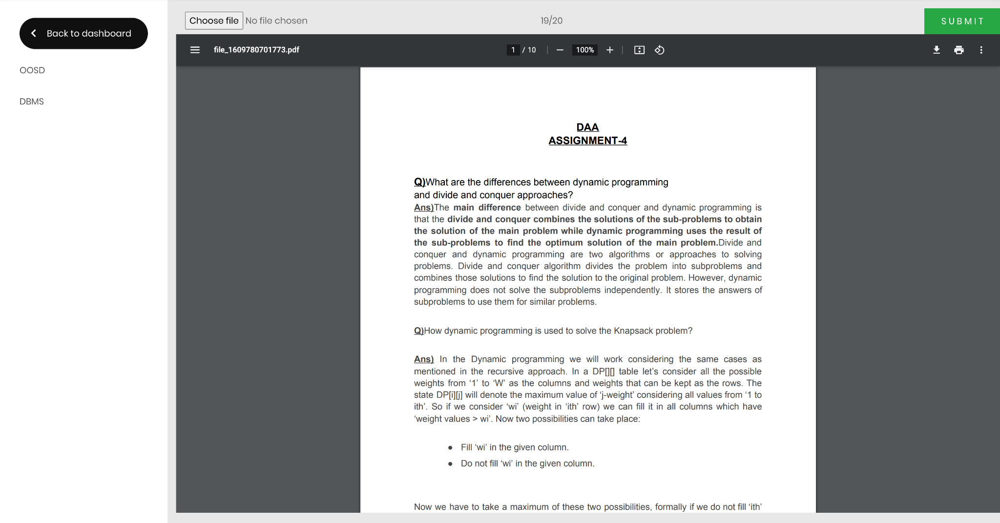 Back to dashboard
OOSD
DBMS
Choose file No file chosen
19/20
SUBMIT
file_1609780701773.pdf
1 / 10
100%
DAA
ASSIGNMENT-4
Q)What are the differences between dynamic programming
and divide and conquer approaches?
Ans)The main difference between divide and conquer and dynamic programming is
that the divide and conquer combines the solutions of the sub-problems to obtain
the solution of the main problem while dynamic programming uses the result of
the sub-problems to find the optimum solution of the main problem.Divide and
conquer and dynamic programming are two algorithms or approaches to solving
problems. Divide and conquer algorithm divides the problem into subproblems and
combines those solutions to find the solution to the original problem. However, dynamic
programming does not solve the subproblems independently. It stores the answers of
subproblems to use them for similar problems.
Q)How dynamic programming is used to solve the Knapsack problem?
Ans) In the Dynamic programming we will work considering the same cases as
mentioned in the recursive approach. In a DP[][] table let’s consider all the possible
weights from ‘1’ to ‘W’ as the columns and weights that can be kept as the rows. The
state DP[i][j] will denote the maximum value of ‘j-weight’ considering all values from ‘1 to
ith’. So if we consider ‘wi’ (weight in ‘ith’ row) we can fill it in all columns which have
‘weight values > wi’. Now two possibilities can take place:
● Fill ‘wi’ in the given column.
● Do not fill ‘wi’ in the given column.
Now we have to take a maximum of these two possibilities, formally if we do not fill ‘ith’